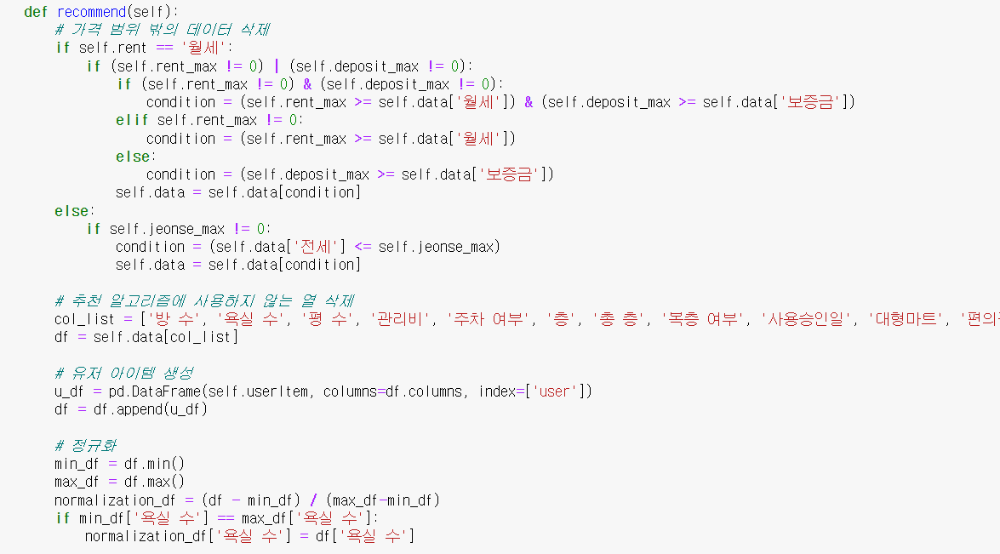 def recommend(self):
# 가격 범위 밖의 데이터 삭제
if self.rent == '월세':
if (self.rent_max != 0) | (self.deposit_max != 0):
if (self.rent_max != 0) & (self.deposit_max != 0):
condition = (self.rent_max >= self.data['월세']) & (self.deposit_max >= self.data['보증금'])
elif self.rent_max != 0:
condition = (self.rent_max >= self.data['월세'])
else:
condition = (self.deposit_max >= self.data['보증금'])
self.data = self.data[condition]
else:
if self.jeonse_max != 0:
condition = (self.data['전세'] <= self.jeonse_max)
self.data = self.data[condition]
# 추천 알고리즘에 사용하지 않는 열 삭제
col_list = ['방 수', '욕실 수', '평 수', '관리비', '주차 여부', '층', '총 층', '복층 여부', '사용승인일', '대형마트', '편의
df = self.data[col_list]
# 유저 아이템 생성
u_df = pd.DataFrame(self.userItem, columns=df.columns, index=['user'])
df = df.append(u_df)
# 정규화
min_df = df.min()
max_df = df.max()
normalization_df = (df - min_df) / (max_df-min_df)
if min_df['욕실 수'] == max_df['욕실 수']:
normalization_df['욕실 수'] = df['욕실 수']